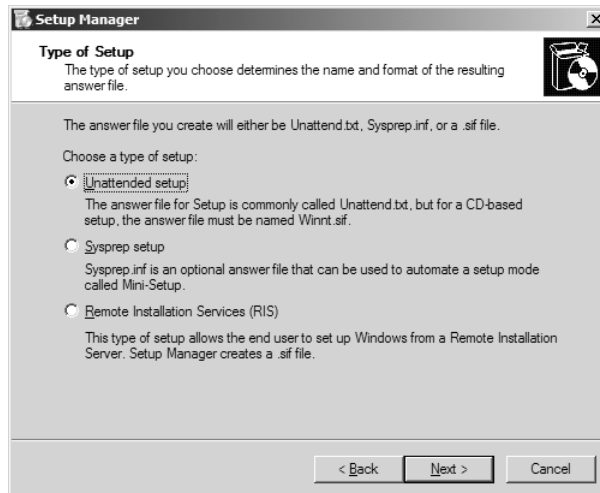 Setup Manager
Type of Setup
The type of setup you choose determines the name and format of the resulting
answer file.
The answer file you create will either be Unattend.txt, Sysprep.inf, or a .sif file.
Choose a type of setup:
Unattended setup
The answer file for Setup is commonly called Unattend.txt, but for a CD-based
setup, the answer file must be named Winnt.sif.
Sysprep setup
Sysprep.inf is an optional answer file that can be used to automate a setup mode
called Mini-Setup.
Remote Installation Services (RIS)
This type of setup allows the end user to set up Windows from a Remote Installation
Server. Setup Manager creates a .sif file.
< Back Next > Cancel